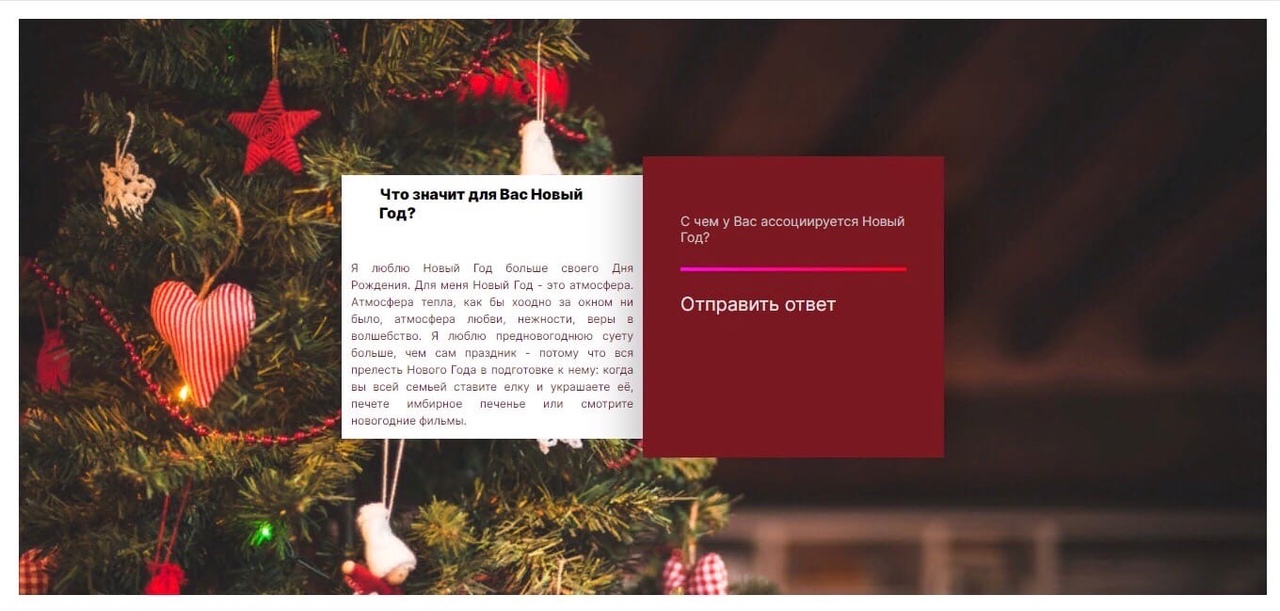 Что значит для Вас Новый
Год?
Я люблю Новый Год больше своего Дня
Рождения. Для меня Новый Год - это атмосфера.
Атмосфера тепла, как бы хоодно за окном ни
было, атмосфера любви, нежности, веры в
волшебство. Я люблю предновогоднюю суету
больше, чем сам праздник - потому что вся
прелесть Нового Года в подготовке к нему: когда
вы всей семьей ставите елку и украшаете её,
печете имбирное печенье или смотрите
новогодние фильмы.
С чем у Вас ассоциируется Новый
Год?
Отправить ответ